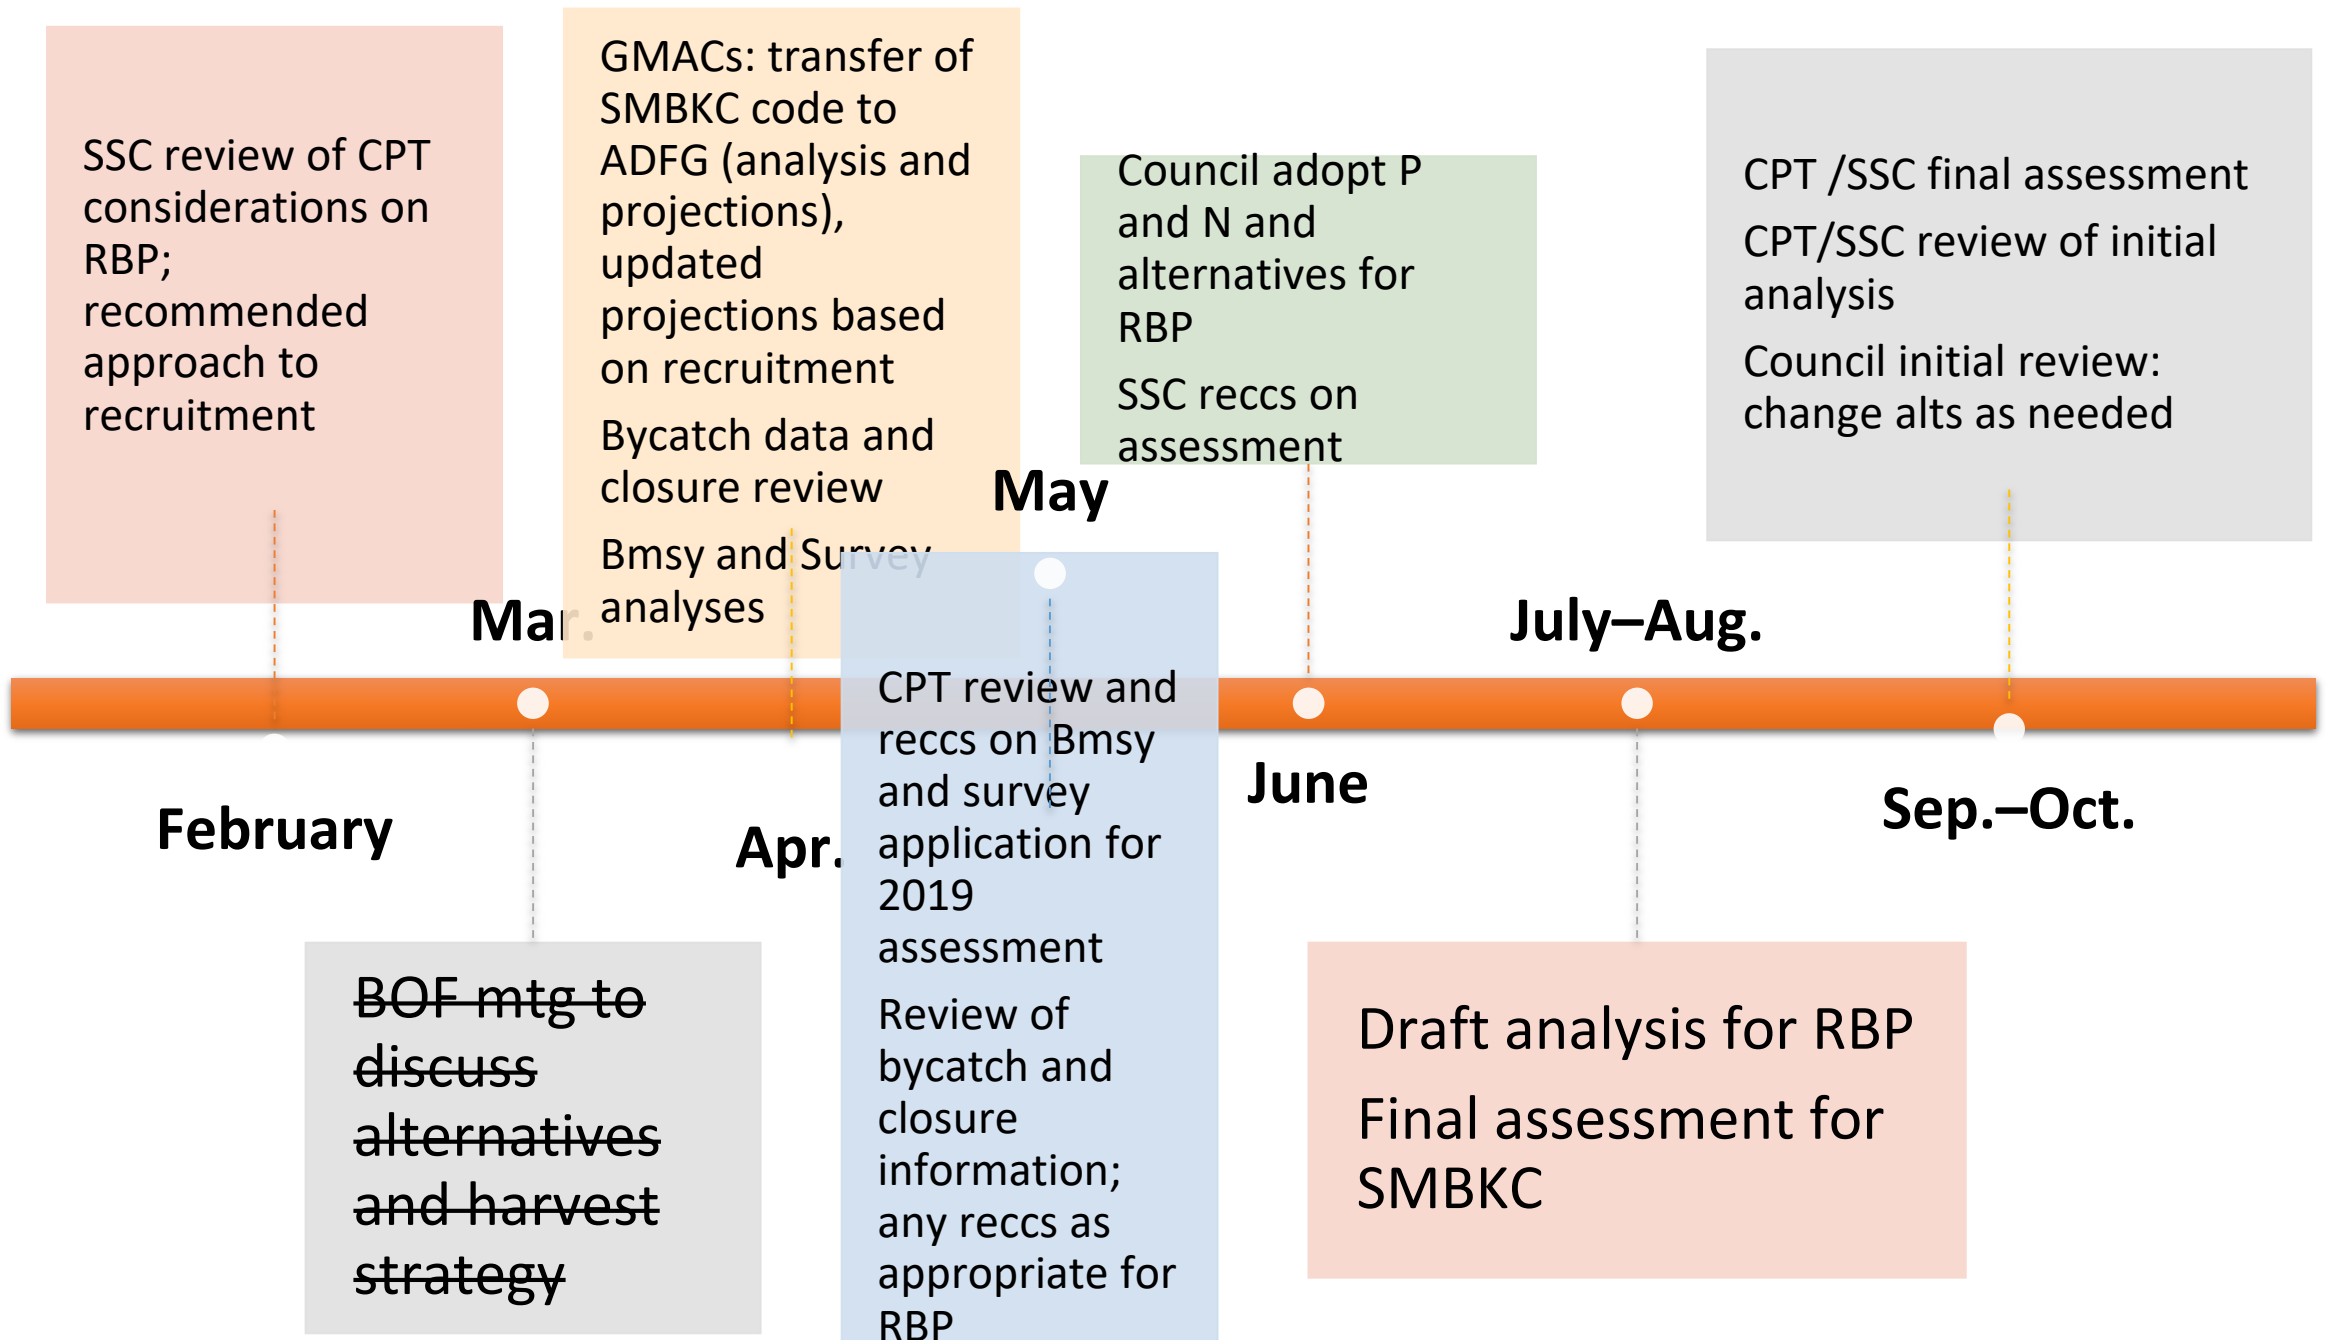 SSC review of CPT
considerations on
RBP;
recommended
approach to
recruitment
February
Mar.
BOF mtg to
discuss
alternatives
and harvest
strategy
GMACs: transfer of
SMBKC code to
ADFG (analysis and
projections),
updated
projections based
on recruitment
Bycatch data and
closure review
Bmsy and Survey
analyses
Apr.
May
CPT review and
reccs on Bmsy
and survey
application for
2019
assessment
Review of
bycatch and
closure
information;
any reccs as
appropriate for
RBP
Council adopt P
and N and
alternatives for
RBP
SSC reccs on
assessment
June
July–Aug.
Draft analysis for RBP
Final assessment for
SMBKC
CPT /SSC final assessment
CPT/SSC review of initial
analysis
Council initial review:
change alts as needed
Sep.–Oct.